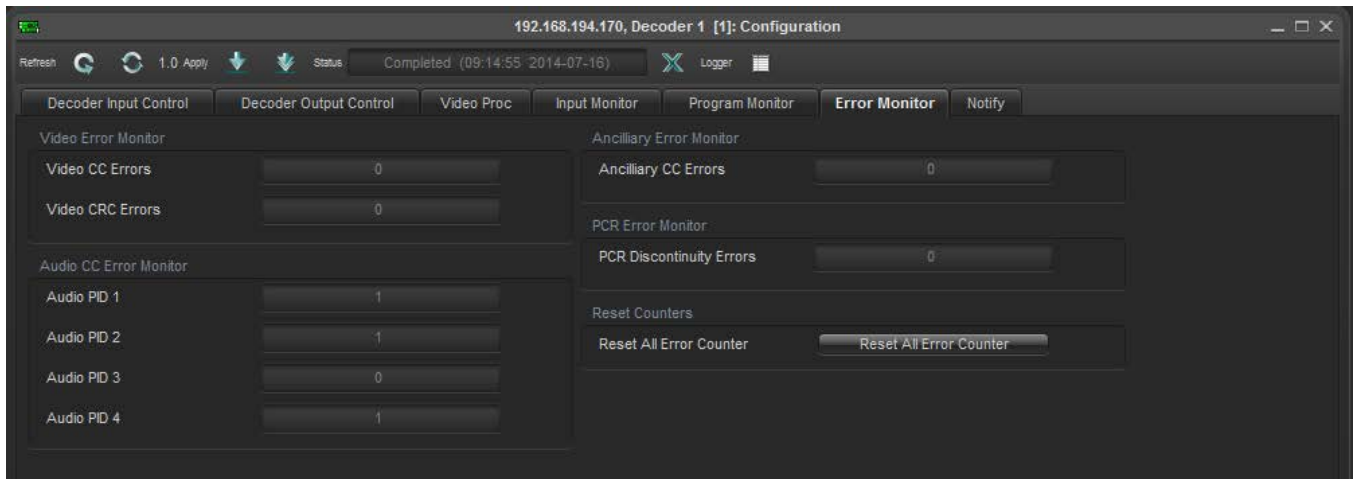 192.168.194.170, Decoder 1 [1]: Configuration
Refresh 1.0 Apply Status Completed (09:14:55 2014-07-16) Logger
Decoder Input Control Decoder Output Control Video Proc Input Monitor Program Monitor Error Monitor Notify
Video Error Monitor
Video CC Errors 0
Video CRC Errors 0
Audio CC Error Monitor
Audio PID 1 1
Audio PID 2 1
Audio PID 3 0
Audio PID 4 1
Ancilliary Error Monitor
Ancilliary CC Errors 0
PCR Error Monitor
PCR Discontinuity Errors 0
Reset Counters
Reset All Error Counter Reset All Error Counter